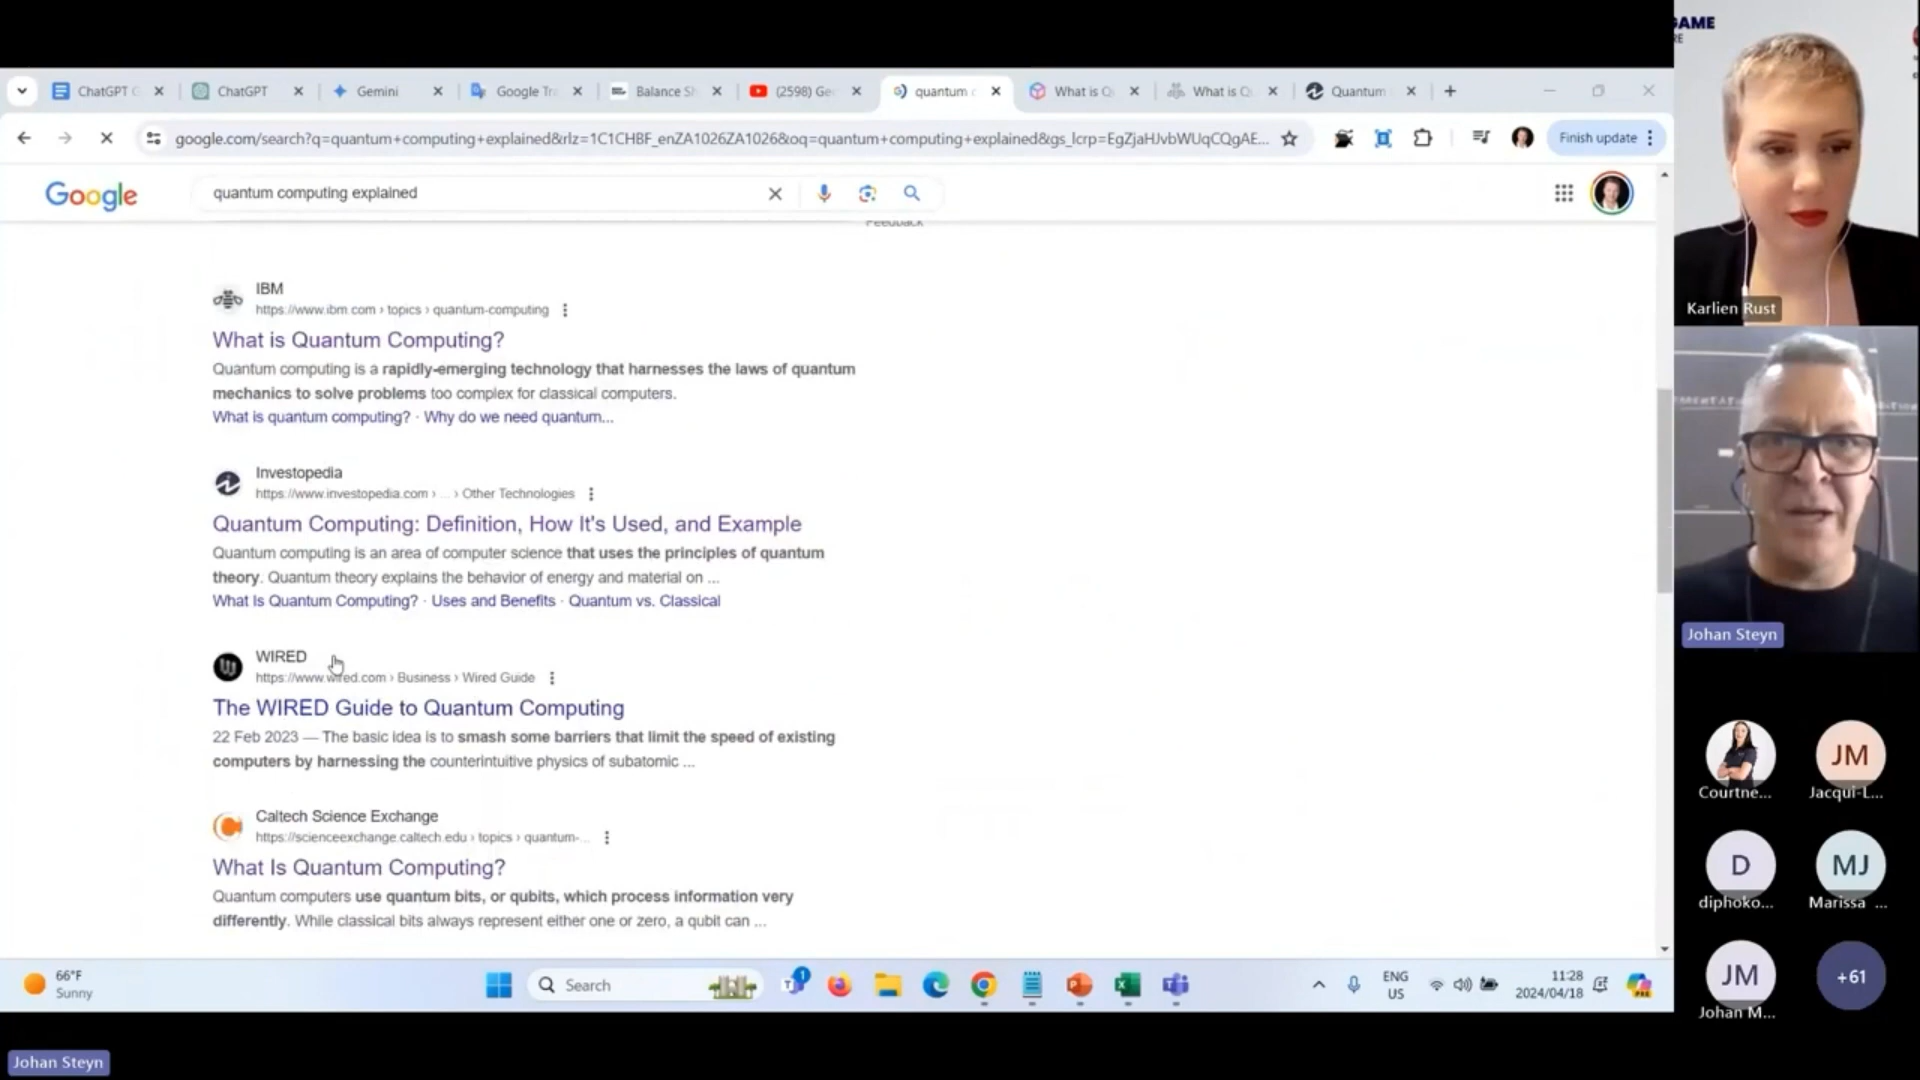 ChatGPT G
ChatGPT
Gemini
Google Tra
Balance Sh
(2598) Ge
quantum c
What is Q
What is Q
Quantum
google.com/search?q=quantum+computing+explained&rlz=1C1CHBF_enZA1026ZA1026&oq=quantum+computing+explained&gs_lcrp=EgZjaHJvbWUqCQgAE...
Finish update
Google
quantum computing explained
Feedback
IBM
https://www.ibm.com › topics › quantum-computing
What is Quantum Computing?
Quantum computing is a rapidly-emerging technology that harnesses the laws of quantum
mechanics to solve problems too complex for classical computers.
What is quantum computing? · Why do we need quantum...
Investopedia
https://www.investopedia.com › ... › Other Technologies
Quantum Computing: Definition, How It's Used, and Example
Quantum computing is an area of computer science that uses the principles of quantum
theory. Quantum theory explains the behavior of energy and material on ...
What Is Quantum Computing? · Uses and Benefits · Quantum vs. Classical
WIRED
https://www.wired.com › Business › Wired Guide
The WIRED Guide to Quantum Computing
22 Feb 2023 — The basic idea is to smash some barriers that limit the speed of existing
computers by harnessing the counterintuitive physics of subatomic ...
Caltech Science Exchange
https://scienceexchange.caltech.edu › topics › quantum-...
What Is Quantum Computing?
Quantum computers use quantum bits, or qubits, which process information very
differently. While classical bits always represent either one or zero, a qubit can ...
66°F
Sunny
Search
1
ENG
US
11:28
2024/04/18
PRE
GAME
RE
Karlien Rust
Johan Steyn
Courtne...
JM
Jacqui-L...
D
diphoko...
MJ
Marissa ...
JM
Johan M...
+61
Johan Steyn